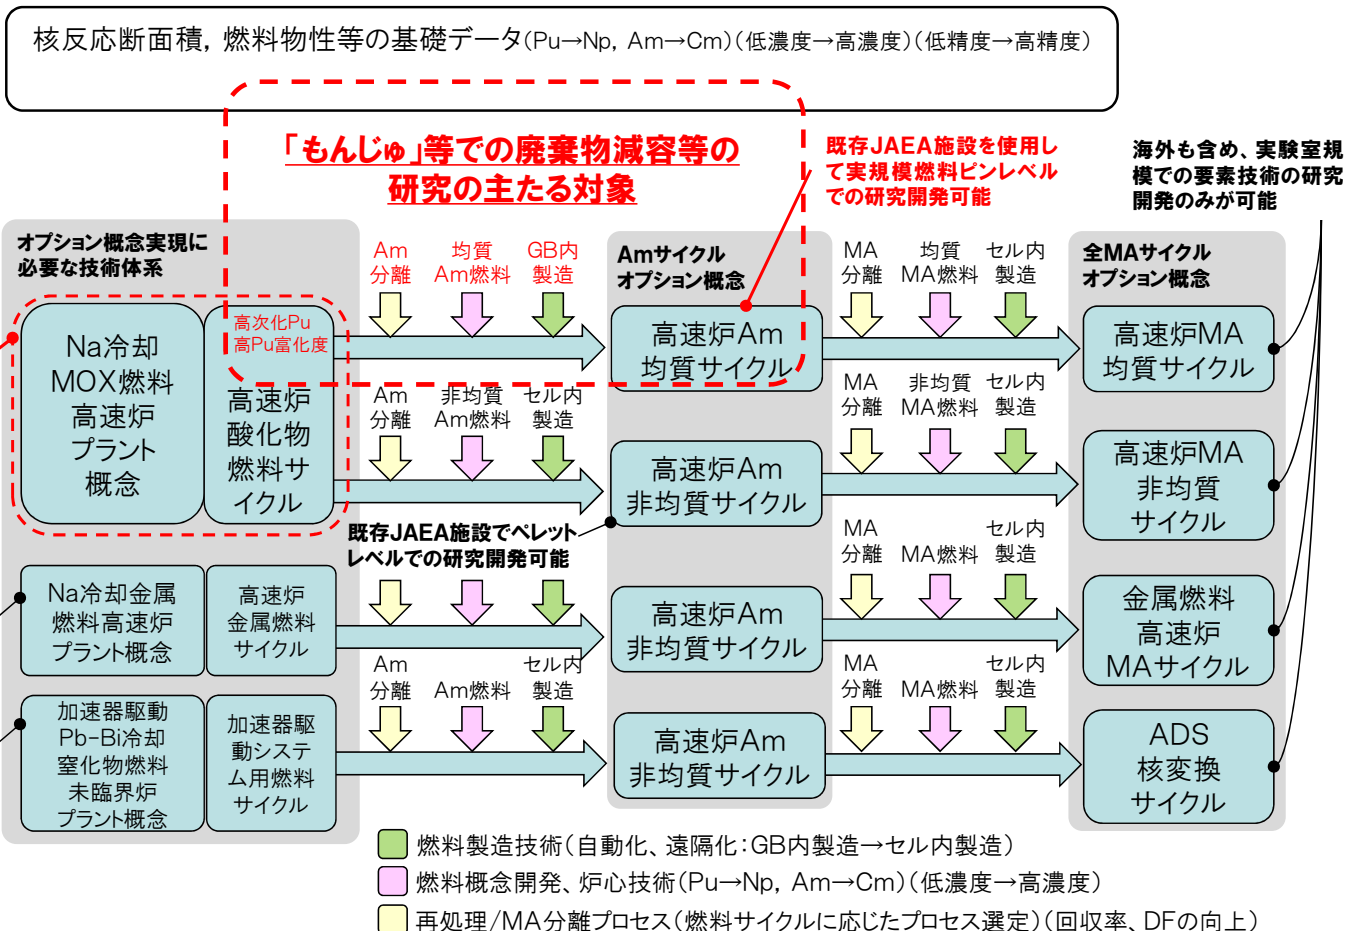 核反応断面積, 燃料物性等の基礎データ(Pu→Np, Am→Cm)(低濃度→高濃度)(低精度→高精度)
「もんじゅ」等での廃棄物減容等の
研究の主たる対象
既存JAEA施設を使用し
て実規模燃料ピンレベル
での研究開発可能
海外も含め、実験室規
模での要素技術の研究
開発のみが可能
オプション概念実現に
必要な技術体系
Am
分離
均質
Am燃料
GB内
製造
Amサイクル
オプション概念
MA
分離
均質
MA燃料
セル内
製造
全MAサイクル
オプション概念
Na冷却
MOX燃料
高速炉
プラント
概念
高次化Pu
高Pu富化度
高速炉
酸化物
燃料サ
イクル
高速炉Am
均質サイクル
高速炉MA
均質サイクル
Am
分離
非均質
Am燃料
セル内
製造
MA
分離
非均質
MA燃料
セル内
製造
高速炉Am
非均質サイクル
高速炉MA
非均質
サイクル
既存JAEA施設でペレット
レベルでの研究開発可能
MA
分離
MA燃料
セル内
製造
Na冷却金属
燃料高速炉
プラント概念
高速炉
金属燃料
サイクル
高速炉Am
非均質サイクル
金属燃料
高速炉
MAサイクル
Am
分離
Am燃料
セル内
製造
MA
分離
MA燃料
セル内
製造
加速器駆動
Pb-Bi冷却
窒化物燃料
未臨界炉
プラント概念
加速器駆
動システ
ム用燃料
サイクル
高速炉Am
非均質サイクル
ADS
核変換
サイクル
燃料製造技術(自動化、遠隔化:GB内製造→セル内製造)
燃料概念開発、炉心技術(Pu→Np, Am→Cm)(低濃度→高濃度)
再処理/MA分離プロセス(燃料サイクルに応じたプロセス選定)(回収率、DFの向上)